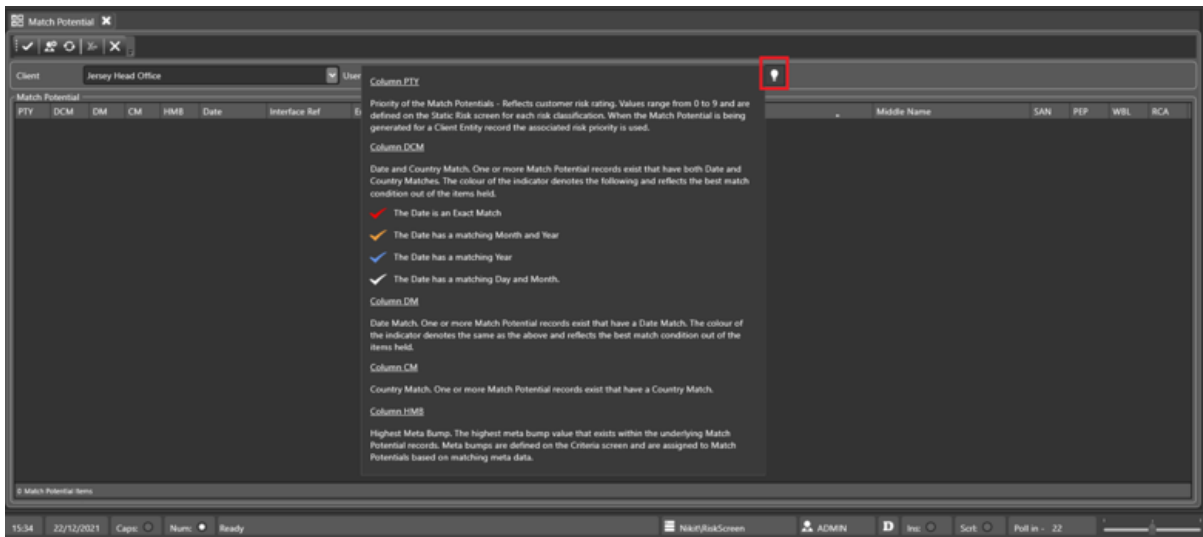 Match Potential
Client Jersey Head Office User
Match Potential
PTY DCM DM CM HMB Date Interface Ref Middle Name SAN PEP WBL RCA
Column PTY
Priority of the Match Potentials - Reflects customer risk rating. Values range from 0 to 9 and are
defined on the Static Risk screen for each risk classification. When the Match Potential is being
generated for a Client Entity record the associated risk priority is used.
Column DCM
Date and Country Match. One or more Match Potential records exist that have both Date and
Country Matches. The colour of the indicator denotes the following and reflects the best match
condition out of the items held.
The Date is an Exact Match
The Date has a matching Month and Year
The Date has a matching Year
The Date has a matching Day and Month.
Column DM
Date Match. One or more Match Potential records exist that have a Date Match. The colour of
the indicator denotes the same as the above and reflects the best match condition out of the
items held.
Column CM
Country Match. One or more Match Potential records exist that have a Country Match.
Column HMB
Highest Meta Bump. The highest meta bump value that exists within the underlying Match
Potential records. Meta bumps are defined on the Criteria screen and are assigned to Match
Potentials based on matching meta data.
0 Match Potential Items
15:34 22/12/2021 Caps: Num: Ready Nikit\RiskScreen ADMIN D Ins: Scrl: Poll in - 22